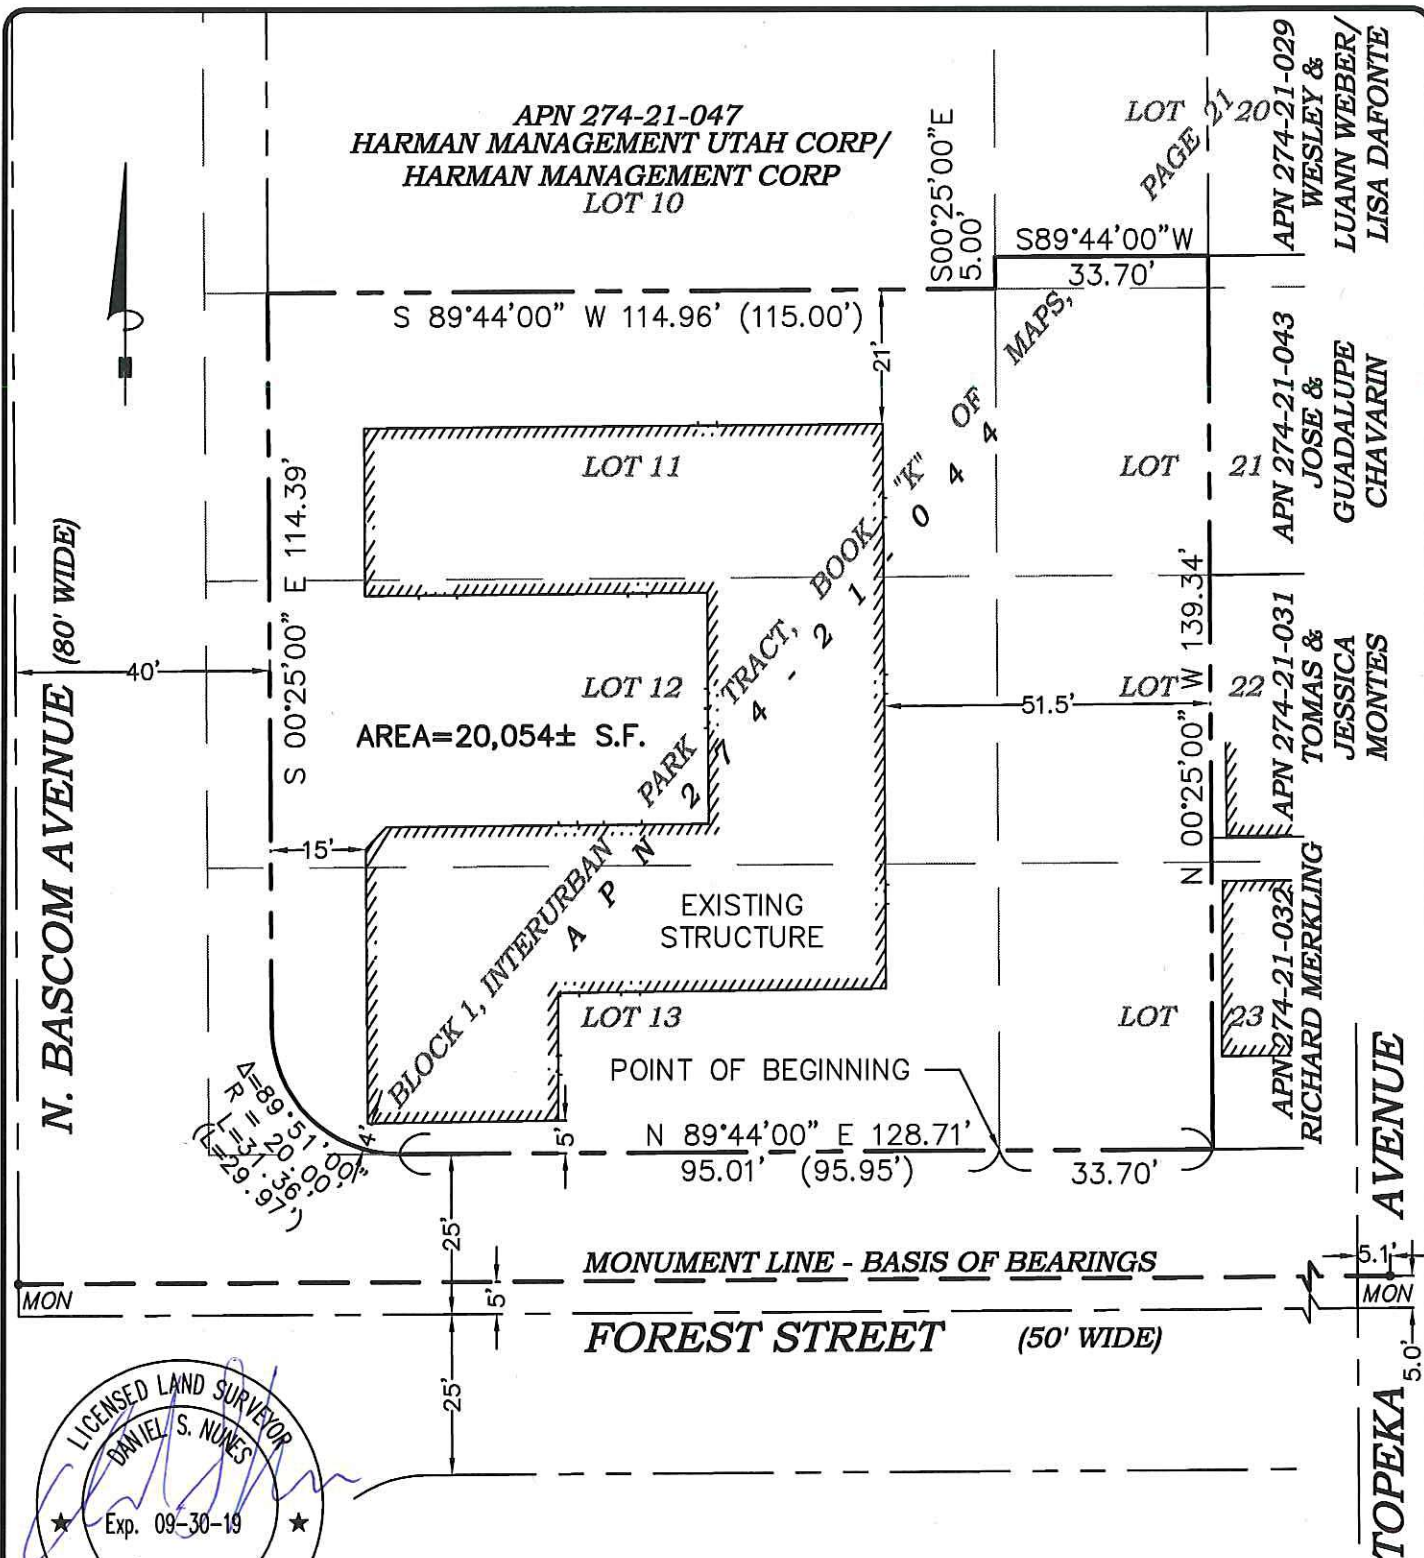 APN 274-21-047
HARMAN MANAGEMENT UTAH CORP/
HARMAN MANAGEMENT CORP
LOT 10
S00°25'00"E
5.00'
LOT 20
S89°44'00"W
33.70'
APN 274-21-029
WESLEY &
LUANN WEBER/
LISA DAFONTE
S 89°44'00" W 114.96' (115.00')
21'
LOT 11
LOT 21
APN 274-21-043
JOSE &
GUADALUPE
CHAVARIN
N. BASCOM AVENUE (80' WIDE)
40'
S 00°25'00" E 114.39'
LOT 12
AREA=20,054± S.F.
BLOCK 1, INTERURBAN PARK TRACT, BOOK "K" OF MAPS, PAGE 21
A P N 2 7 4 - 2 1 - 0 4 4
51.5'
LOT 22
N 00°25'00" W 139.34'
APN 274-21-031
TOMAS &
JESSICA
MONTES
15'
EXISTING
STRUCTURE
LOT 13
LOT 23
APN 274-21-032
RICHARD MERKLING
POINT OF BEGINNING
Δ=89°51'00"
R = 20.00'
L=31.36'
(L=29.97')
4'
5'
N 89°44'00" E 128.71'
95.01' (95.95')
33.70'
25'
MONUMENT LINE - BASIS OF BEARINGS
5.1'
MON
5'
MON
FOREST STREET (50' WIDE)
5.0'
25'
TOPEKA AVENUE
LICENSED LAND SURVEYOR
DANIEL S. NUNES
Exp. 09-30-19